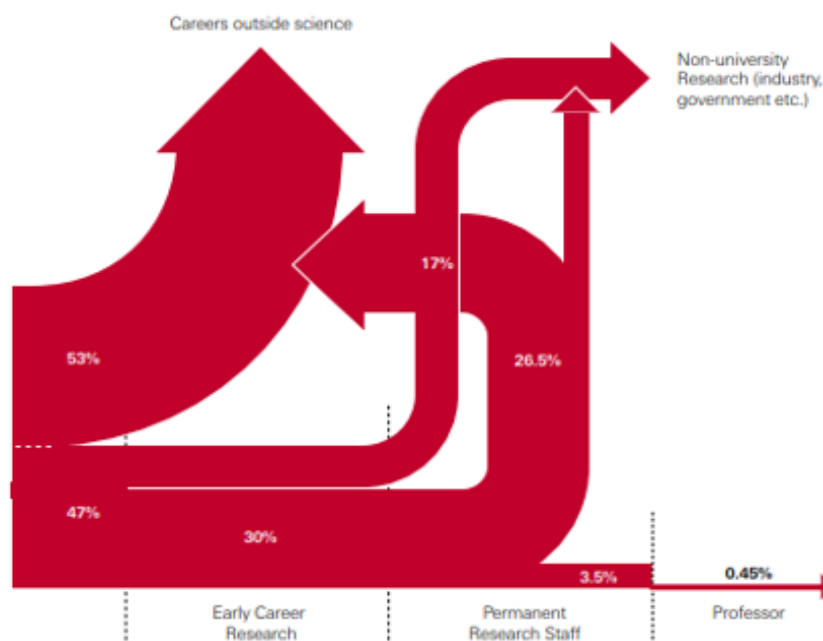 Careers outside science
Non-university
Research (industry,
government etc.)
17%
53%
26.5%
47%
30%
3.5%
0.45%
Early Career
Research
Permanent
Research Staff
Professor